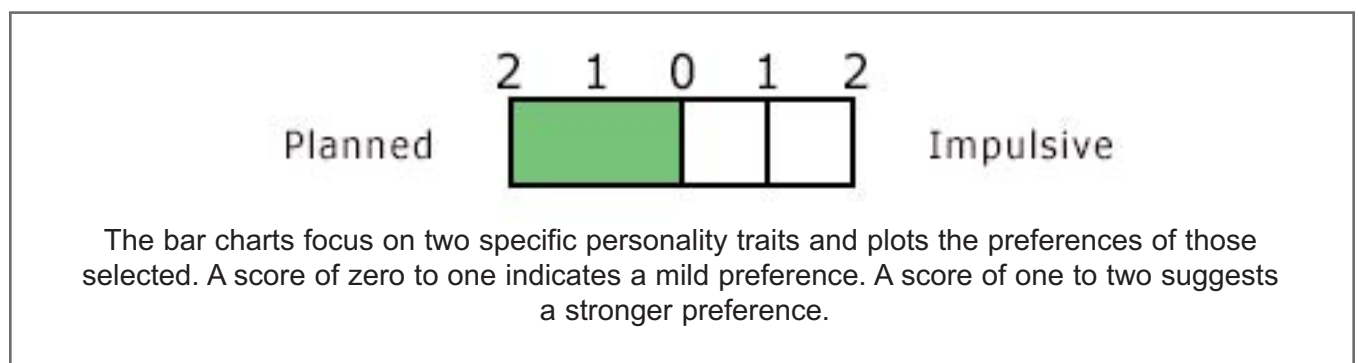 2 1 0 1 2
Planned Impulsive
The bar charts focus on two specific personality traits and plots the preferences of those
selected. A score of zero to one indicates a mild preference. A score of one to two suggests
a stronger preference.